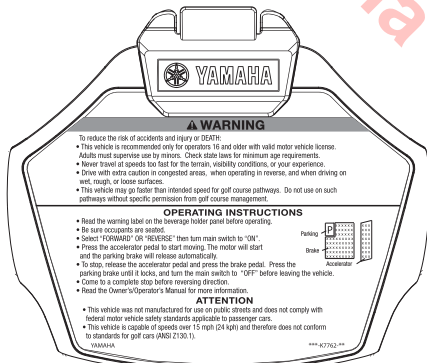 YAMAHA
WARNING
To reduce the risk of accidents and injury or DEATH:
• This vehicle is recommended only for operators 16 and older with valid motor vehicle license.
Adults must supervise use by minors. Check state laws for minimum age requirements.
• Never travel at speeds too fast for the terrain, visibility conditions, or your experience.
• Drive with extra caution in congested areas, when operating in reverse, and when driving on
wet, rough, or loose surfaces.
• This vehicle may go faster than intended speed for golf course pathways. Do not use on such
pathways without specific permission from golf course management.
OPERATING INSTRUCTIONS
• Read the warning label on the beverage holder panel before operating.
• Be sure occupants are seated.
• Select "FORWARD" OR "REVERSE" then turn main switch to "ON".
• Press the accelerator pedal to start moving. The motor will start
and the parking brake will release automatically.
• To stop, release the accelerator pedal and press the brake pedal. Press the
parking brake until it locks, and turn the main switch to "OFF" before leaving the vehicle.
• Come to a complete stop before reversing direction.
• Read the Owner's/Operator's Manual for more information.
Parking
P
Brake
Accelerator
ATTENTION
• This vehicle was not manufactured for use on public streets and does not comply with
federal motor vehicle safety standards applicable to passenger cars.
• This vehicle is capable of speeds over 15 mph (24 kph) and therefore does not conform
to standards for golf cars (ANSI Z130.1).
YAMAHA
***-K7762-**